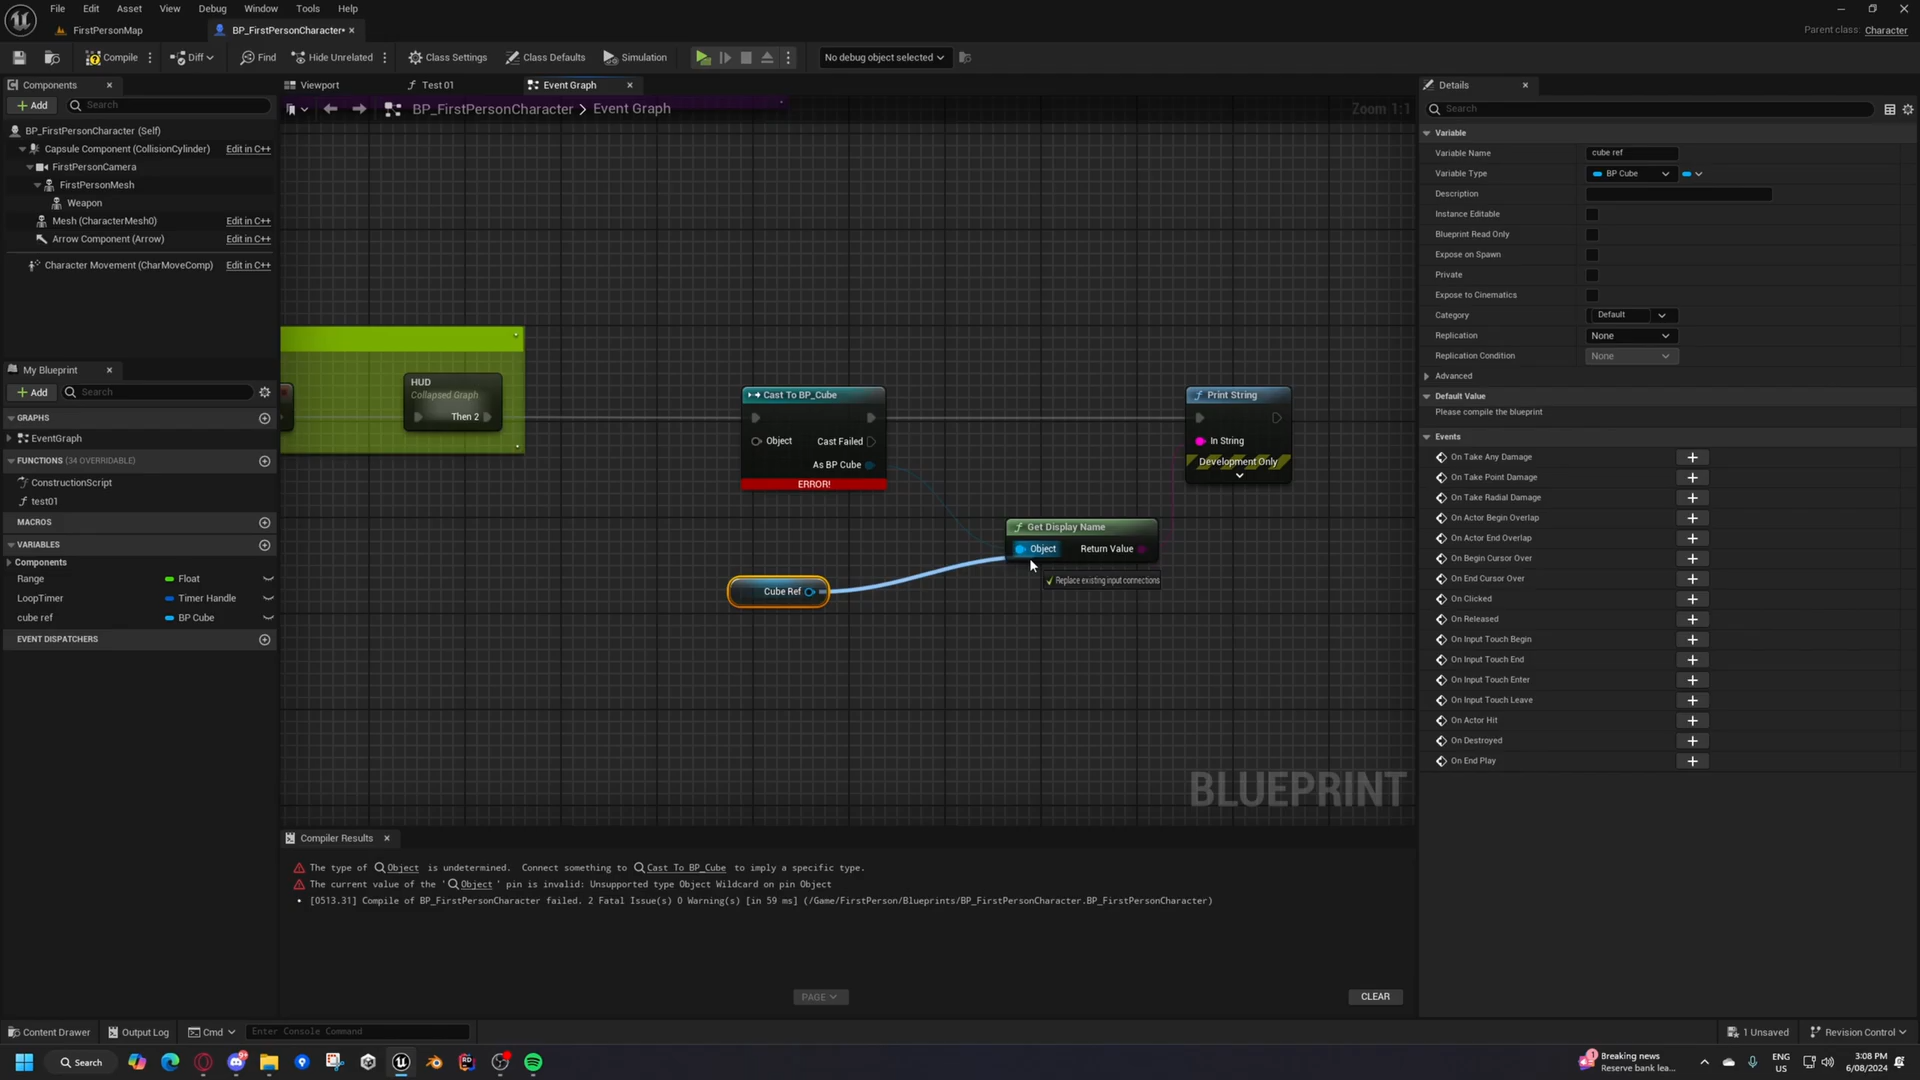 File Edit Asset View Debug Window Tools Help
FirstPersonMap BP_FirstPersonCharacter•
Parent class: Character
Compile Diff Find Hide Unrelated Class Settings Class Defaults Simulation No debug object selected
Components
Add Search
BP_FirstPersonCharacter (Self)
Capsule Component (CollisionCylinder) Edit in C++
FirstPersonCamera
FirstPersonMesh
Weapon
Mesh (CharacterMesh0) Edit in C++
Arrow Component (Arrow) Edit in C++
Character Movement (CharMoveComp) Edit in C++
My Blueprint
Add Search
GRAPHS
EventGraph
FUNCTIONS (34 OVERRIDABLE)
ConstructionScript
test01
MACROS
VARIABLES
Components
Range Float
LoopTimer Timer Handle
cube ref BP Cube
EVENT DISPATCHERS
Viewport Test 01 Event Graph
BP_FirstPersonCharacter > Event Graph
Zoom 1:1
HUD
Collapsed Graph
Then 2
Cast To BP_Cube
Object Cast Failed
As BP Cube
ERROR!
Print String
In String
Development Only
Get Display Name
Object Return Value
Cube Ref
Replace existing input connections
BLUEPRINT
Compiler Results
The type of Object is undetermined. Connect something to Cast To BP_Cube to imply a specific type.
The current value of the ' Object ' pin is invalid: Unsupported type Object Wildcard on pin Object
• [0513.31] Compile of BP_FirstPersonCharacter failed. 2 Fatal Issue(s) 0 Warning(s) [in 59 ms] (/Game/FirstPerson/Blueprints/BP_FirstPersonCharacter.BP_FirstPersonCharacter)
PAGE
CLEAR
Details
Search
Variable
Variable Name cube ref
Variable Type BP Cube
Description
Instance Editable
Blueprint Read Only
Expose on Spawn
Private
Expose to Cinematics
Category Default
Replication None
Replication Condition None
Advanced
Default Value
Please compile the blueprint
Events
On Take Any Damage
On Take Point Damage
On Take Radial Damage
On Actor Begin Overlap
On Actor End Overlap
On Begin Cursor Over
On End Cursor Over
On Clicked
On Released
On Input Touch Begin
On Input Touch End
On Input Touch Enter
On Input Touch Leave
On Actor Hit
On Destroyed
On End Play
Content Drawer Output Log Cmd Enter Console Command
1 Unsaved Revision Control
Search
Breaking news
Reserve bank lea...
ENG
US
3:08 PM
6/08/2024